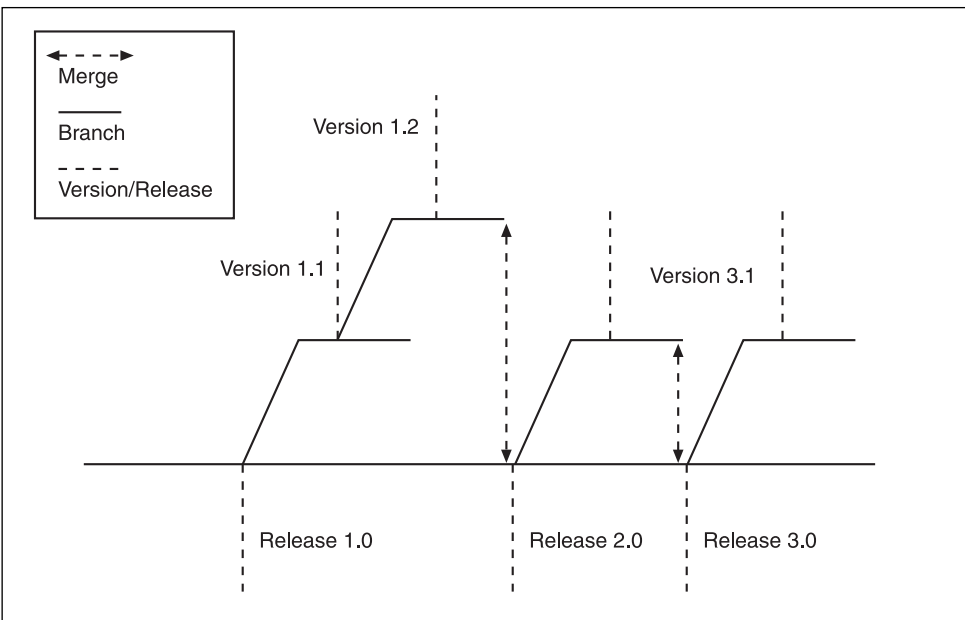 Merge
Branch
Version/Release
Version 1.2
Version 1.1
Version 3.1
Release 1.0
Release 2.0
Release 3.0